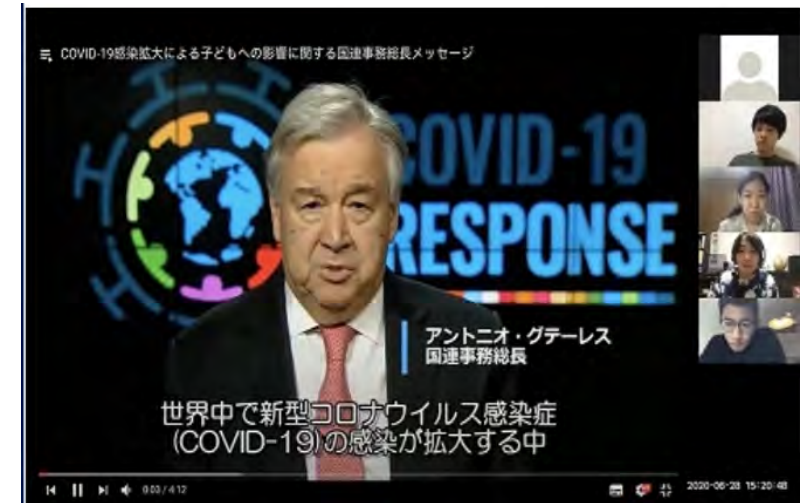 COVID-19感染拡大による子どもへの影響に関する国連事務総長メッセージ
COVID-19
RESPONSE
アントニオ・グテーレス
国連事務総長
世界中で新型コロナウイルス感染症
(COVID-19)の感染が拡大する中
0:03 / 4:12
2020-06-28 15:20:48